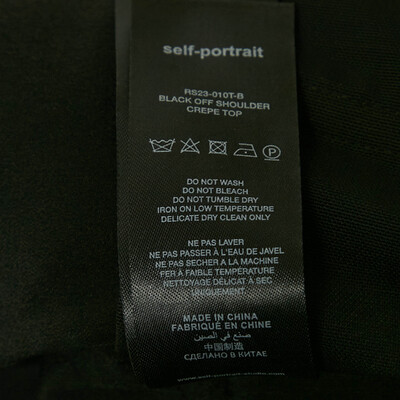 self-portrait
RS23-010T-B
BLACK OFF SHOULDER
CREPE TOP
DO NOT WASH
DO NOT BLEACH
DO NOT TUMBLE DRY
IRON ON LOW TEMPERATURE
DELICATE DRY CLEAN ONLY
NE PAS LAVER
NE PAS PASSER À L'EAU DE JAVEL
NE PAS SECHER A LA MACHINE
FER À FAIBLE TEMPÉRATURE
NETTOYAGE DÉLICAT À SEC
UNIQUEMENT.
MADE IN CHINA
FABRIQUÉ EN CHINE
صنع في الصين
中国制造
СДЕЛАНО В КИТАЕ